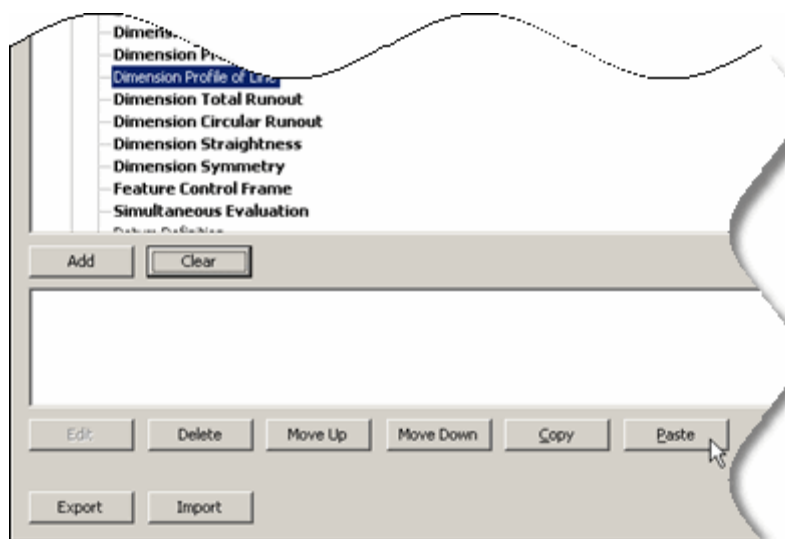 Dimension Profile of Line
Dimension Total Runout
Dimension Circular Runout
Dimension Straightness
Dimension Symmetry
Feature Control Frame
Simultaneous Evaluation
Add
Clear
Edit
Delete
Move Up
Move Down
Copy
Paste
Export
Import